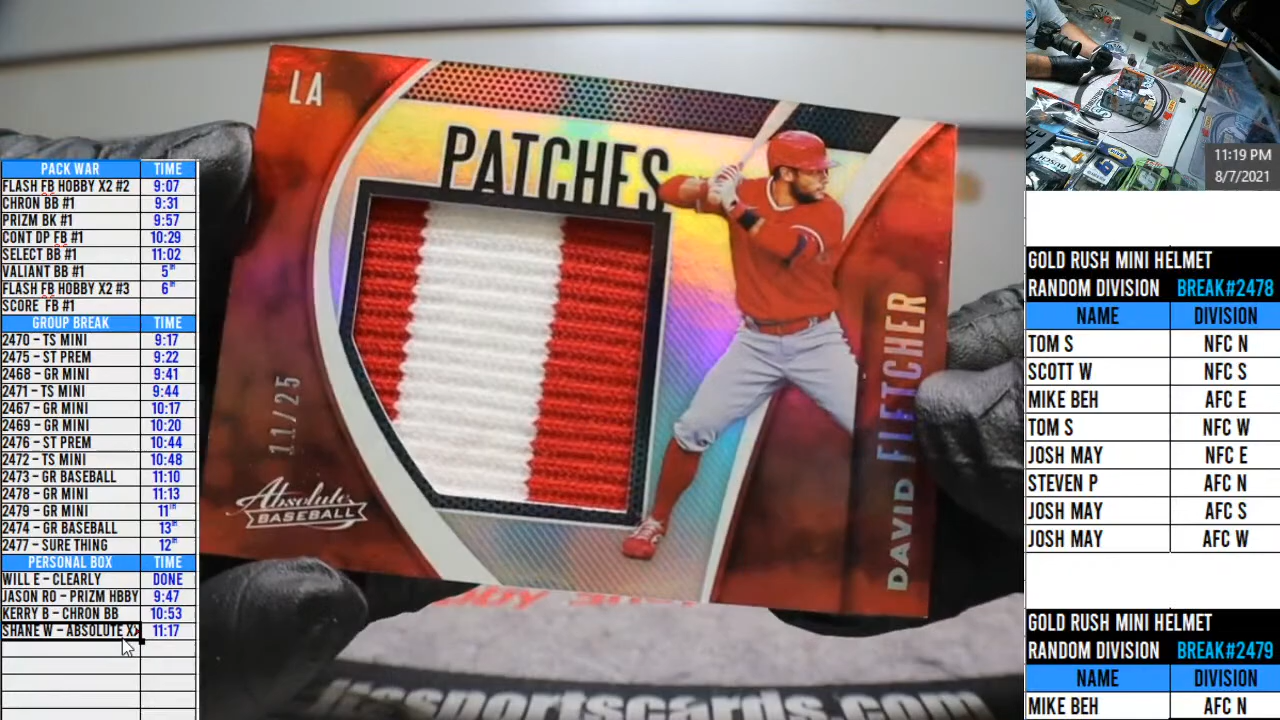 PACK WAR TIME
FLASH FB HOBBY X2 #2 9:07
CHRON BB #1 9:31
PRIZM BK #1 9:57
CONT DP FB #1 10:29
SELECT BB #1 11:02
VALIANT BB #1 5TH
FLASH FB HOBBY X2 #3 6TH
SCORE FB #1
GROUP BREAK TIME
2470 – TS MINI 9:17
2475 – ST PREM 9:22
2468 – GR MINI 9:41
2471 – TS MINI 9:44
2467 – GR MINI 10:17
2469 – GR MINI 10:20
2476 – ST PREM 10:44
2472 – TS MINI 10:48
2473 – GR BASEBALL 11:10
2478 – GR MINI 11:13
2479 – GR MINI 11TH
2474 – GR BASEBALL 13TH
2477 – SURE THING 12TH
PERSONAL BOX TIME
WILL E – CLEARLY DONE
JASON RO – PRIZM HBBY 9:47
KERRY B – CHRON BB 10:53
SHANE W – ABSOLUTE XX 11:17
LA
PATCHES
11/25
Absolute
BASEBALL
DAVID FLETCHER
sportscards.com
11:19 PM
8/7/2021
GOLD RUSH MINI HELMET
RANDOM DIVISION BREAK#2478
NAME DIVISION
TOM S NFC N
SCOTT W NFC S
MIKE BEH AFC E
TOM S NFC W
JOSH MAY NFC E
STEVEN P AFC N
JOSH MAY AFC S
JOSH MAY AFC W
GOLD RUSH MINI HELMET
RANDOM DIVISION BREAK#2479
NAME DIVISION
MIKE BEH AFC N